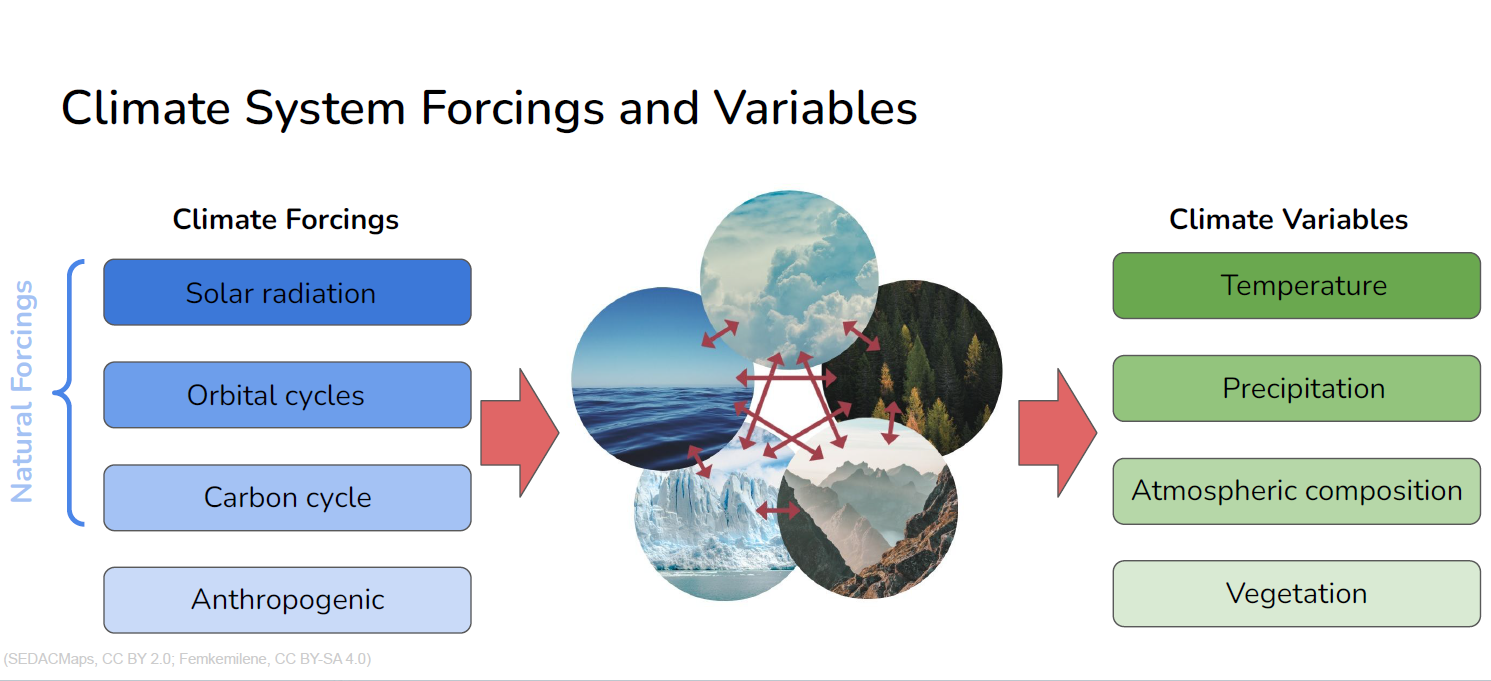 Climate System Forcings and Variables
Climate Forcings
Natural Forcings
Solar radiation
Orbital cycles
Carbon cycle
Anthropogenic
Climate Variables
Temperature
Precipitation
Atmospheric composition
Vegetation
(SEDACMaps, CC BY 2.0; Femkemilene, CC BY-SA 4.0)